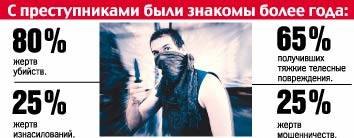 С преступниками были знакомы более года:
80%
жертв
убийств.
25%
жертв
изнасилований.
65%
получивших
тяжкие телесные
повреждения.
25%
жертв
мошенничеств.